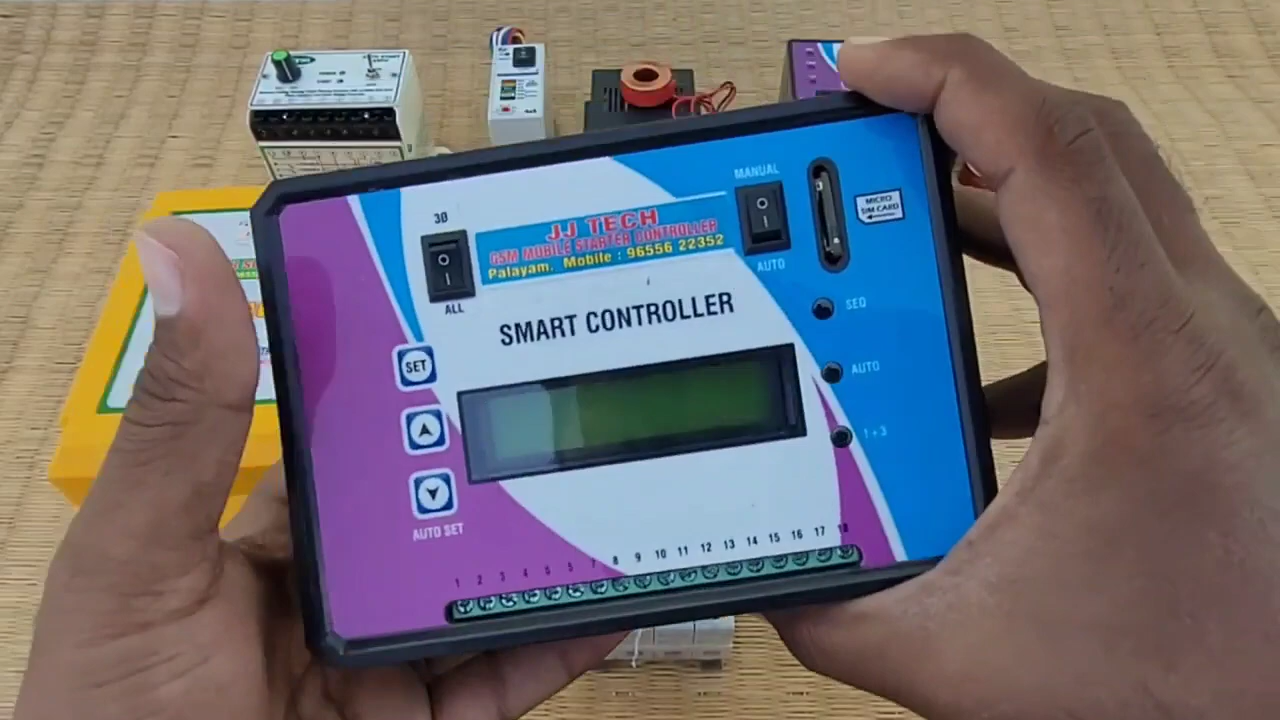 3Ø
ALL
JJ TECH
GSM MOBILE STARTER CONTROLLER
Palayam. Mobile : 96556 22352
MANUAL
AUTO
MICRO
SIM CARD
SMART CONTROLLER
SET
AUTO SET
SEQ
AUTO
1+3
1 2 3 4 5 6 7 8 9 10 11 12 13 14 15 16 17 18